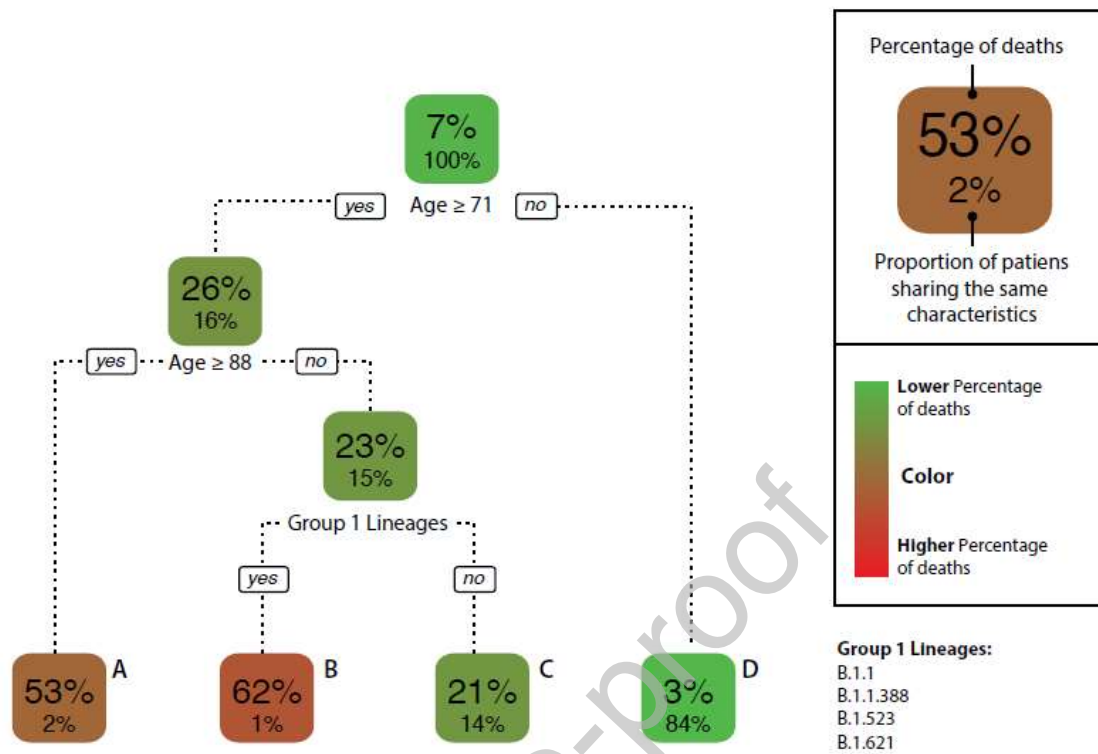 7%
100%
yes Age ≥ 71 no
26%
16%
yes Age ≥ 88 no
23%
15%
Group 1 Lineages
yes no
53%
2%
A
62%
1%
B
21%
14%
C
3%
84%
D
Percentage of deaths
53%
2%
Proportion of patiens
sharing the same
characteristics
Lower Percentage
of deaths
Color
Higher Percentage
of deaths
Group 1 Lineages:
B.1.1
B.1.1.388
B.1.523
B.1.621
-proof